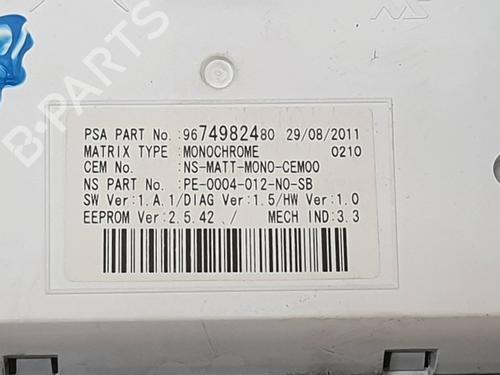 B-PARTS
PSA PART No.:9674982480 29/08/2011
MATRIX TYPE :MONOCHROME 0210
CEM No. :NS-MATT-MONO-CEM00
NS PART No. :PE-0004-012-NO-SB
SW Ver:1.A.1/DIAG Ver:1.5/HW Ver:1.0
EEPROM Ver:2.5.42 ./ MECH IND:3.3